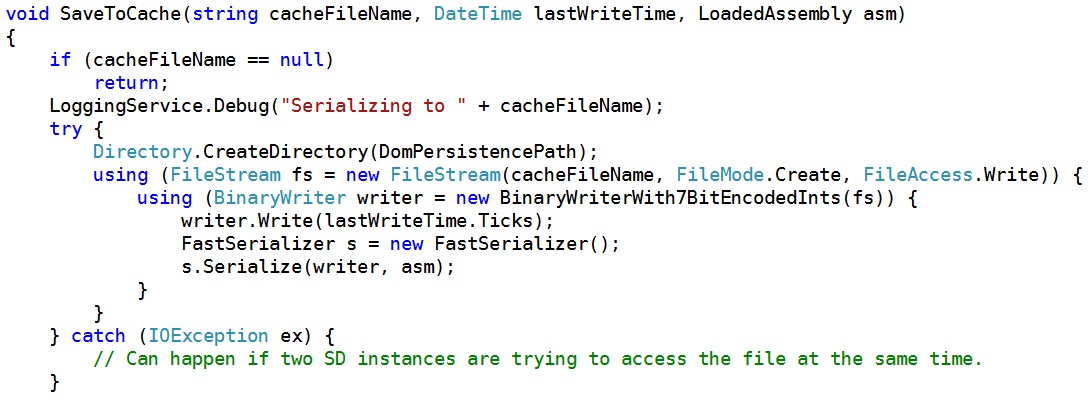 void SaveToCache(string cacheFileName, DateTime lastWriteTime, LoadedAssembly asm)
{
    if (cacheFileName == null)
        return;
    LoggingService.Debug("Serializing to " + cacheFileName);
    try {
        Directory.CreateDirectory(DomPersistencePath);
        using (FileStream fs = new FileStream(cacheFileName, FileMode.Create, FileAccess.Write)) {
            using (BinaryWriter writer = new BinaryWriterWith7BitEncodedInts(fs)) {
                writer.Write(lastWriteTime.Ticks);
                FastSerializer s = new FastSerializer();
                s.Serialize(writer, asm);
            }
        }
    } catch (IOException ex) {
        // Can happen if two SD instances are trying to access the file at the same time.
    }